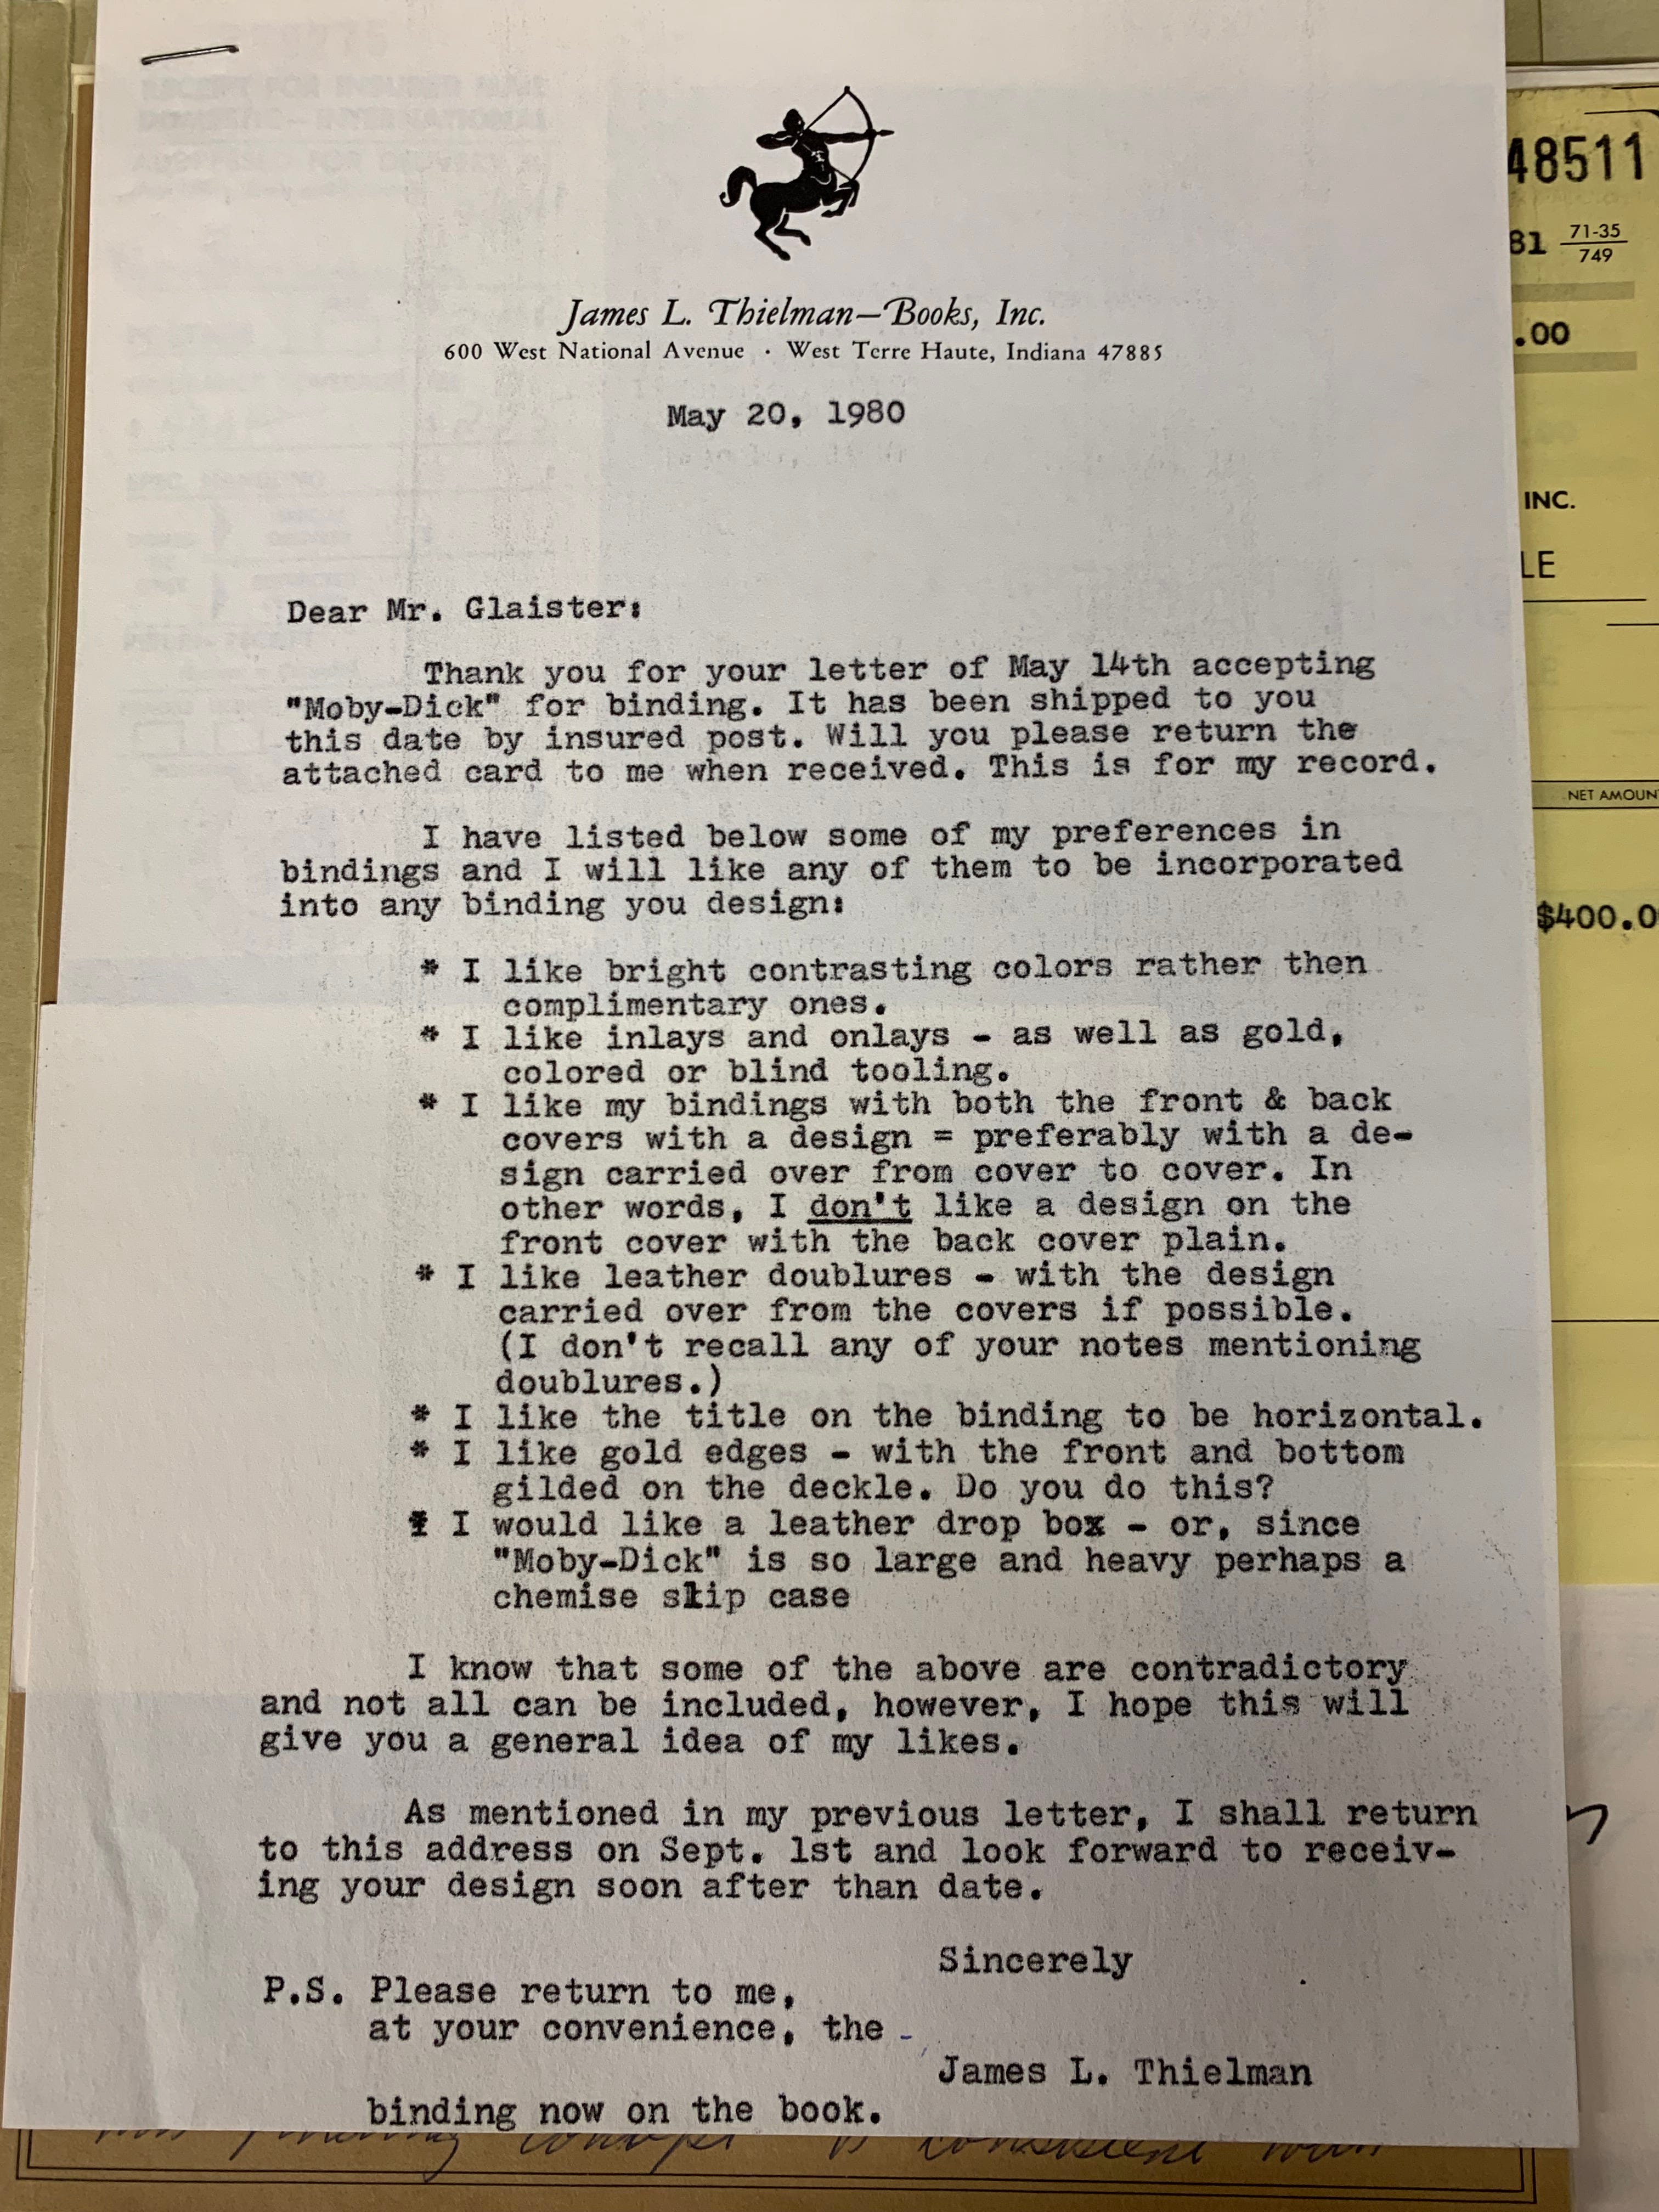 James L. Thielman—Books, Inc.
600 West National Avenue · West Terre Haute, Indiana 47885
May 20, 1980
Dear Mr. Glaister:
Thank you for your letter of May 14th accepting
"Moby-Dick" for binding. It has been shipped to you
this date by insured post. Will you please return the
attached card to me when received. This is for my record.
I have listed below some of my preferences in
bindings and I will like any of them to be incorporated
into any binding you design:
* I like bright contrasting colors rather then
complimentary ones.
* I like inlays and onlays - as well as gold,
colored or blind tooling.
* I like my bindings with both the front & back
covers with a design = preferably with a de-
sign carried over from cover to cover. In
other words, I don't like a design on the
front cover with the back cover plain.
* I like leather doublures - with the design
carried over from the covers if possible.
(I don't recall any of your notes mentioning
doublures.)
* I like the title on the binding to be horizontal.
* I like gold edges - with the front and bottom
gilded on the deckle. Do you do this?
* I would like a leather drop box - or, since
"Moby-Dick" is so large and heavy perhaps a
chemise slip case
I know that some of the above are contradictory
and not all can be included, however, I hope this will
give you a general idea of my likes.
As mentioned in my previous letter, I shall return
to this address on Sept. 1st and look forward to receiv-
ing your design soon after than date.
Sincerely
P.S. Please return to me,
at your convenience, the -
James L. Thielman
binding now on the book.
48511
81 71-35
749
.00
INC.
LE
NET AMOUN
$400.0